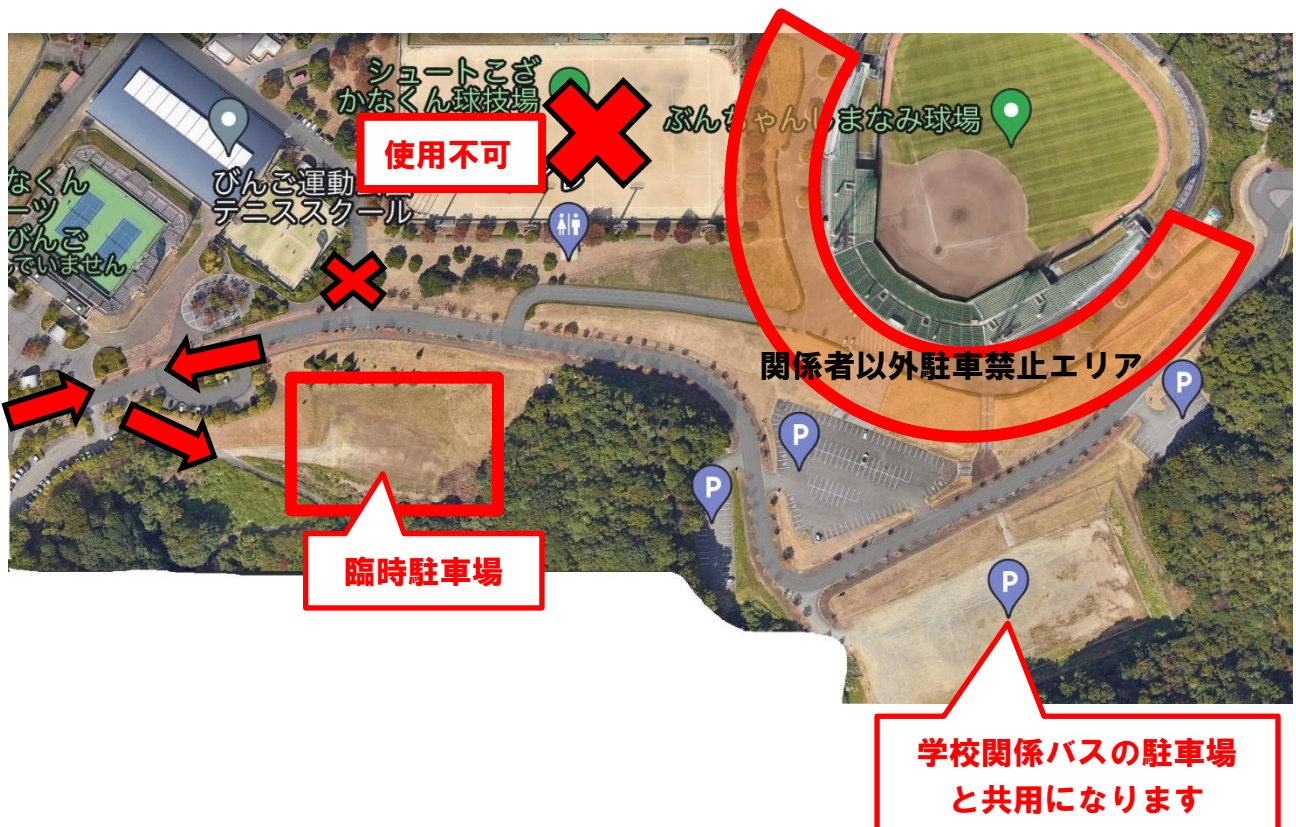 シュートこざ
かなくん球技場
使用不可
ぶんちゃんしまなみ球場
びんご運動
テニススクール
なくん
ーツ
びんご
んでいません
関係者以外駐車禁止エリア
P
P
P
P
臨時駐車場
学校関係バスの駐車場
と共用になります